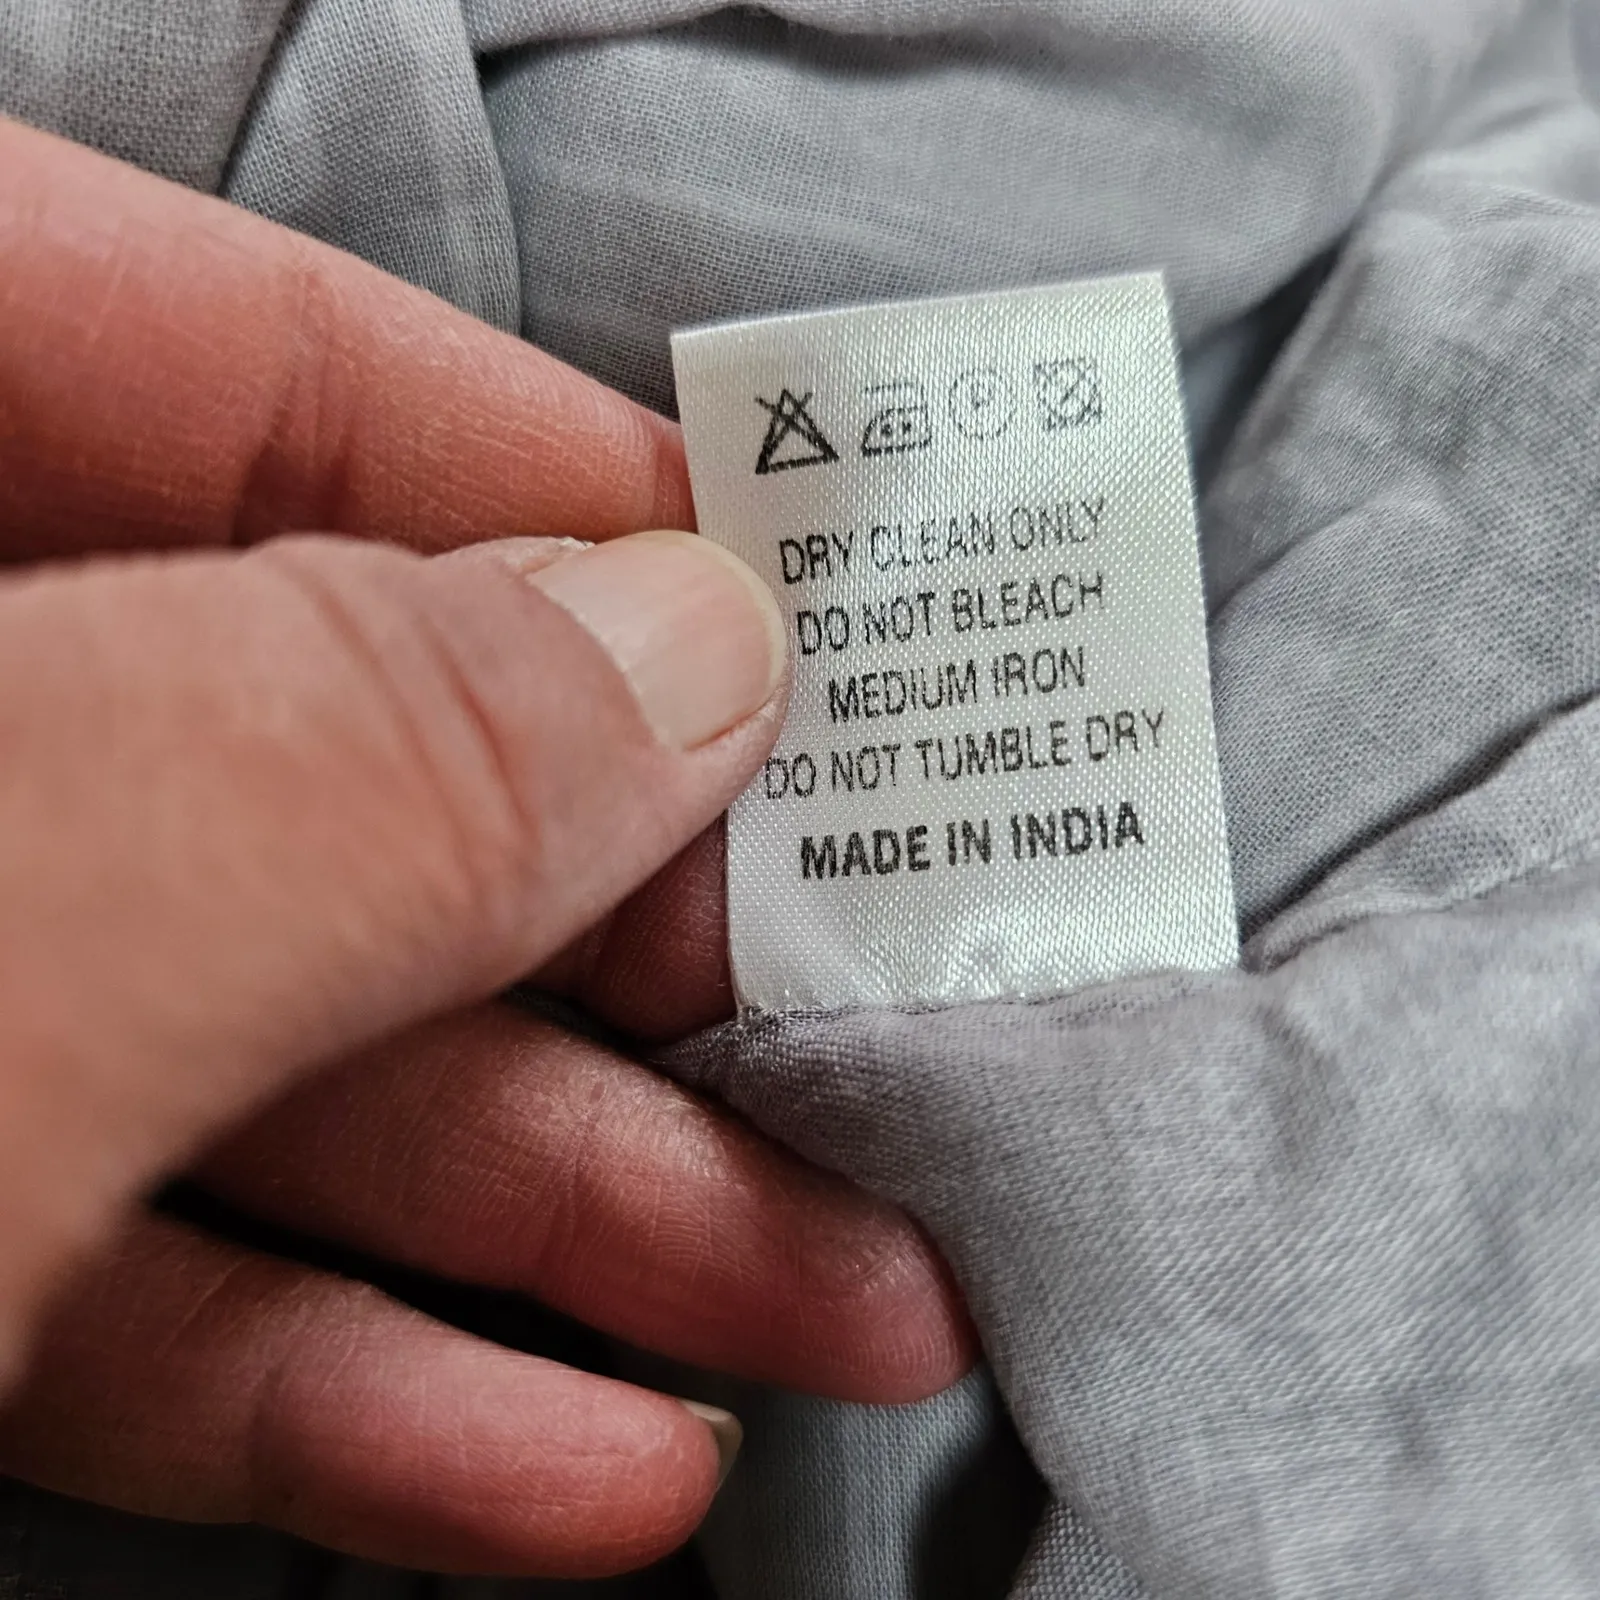 P
DRY CLEAN ONLY
DO NOT BLEACH
MEDIUM IRON
DO NOT TUMBLE DRY
MADE IN INDIA